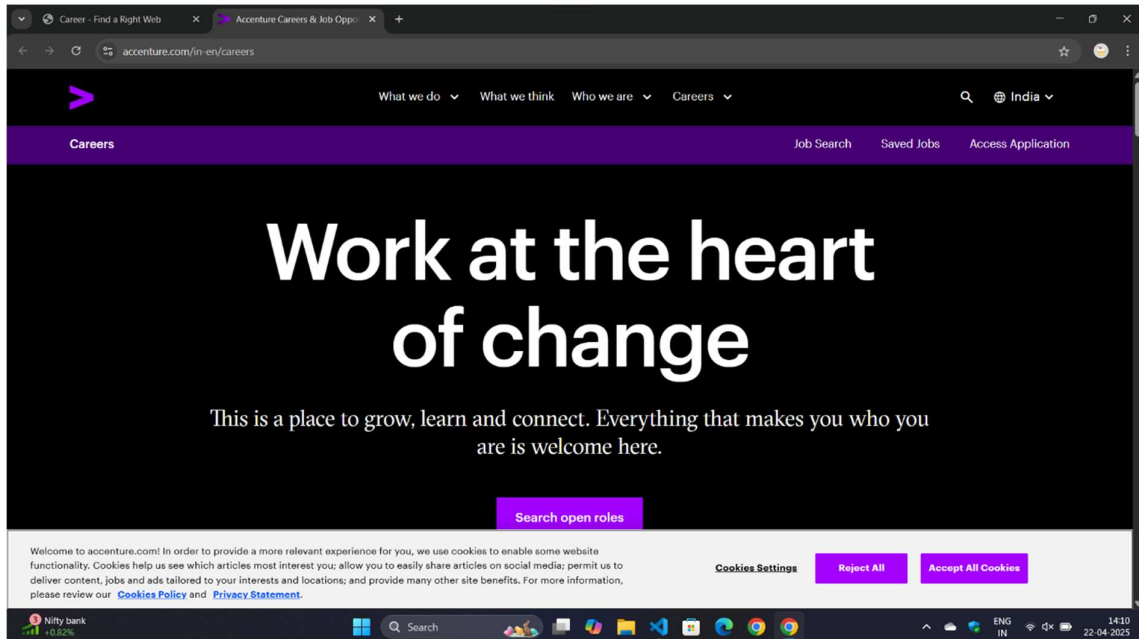 Career - Find a Right Web
Accenture Careers & Job Oppo
accenture.com/in-en/careers
What we do What we think Who we are Careers India
Careers Job Search Saved Jobs Access Application
Work at the heart
of change
This is a place to grow, learn and connect. Everything that makes you who you
are is welcome here.
Search open roles
Welcome to accenture.com! In order to provide a more relevant experience for you, we use cookies to enable some website
functionality. Cookies help us see which articles most interest you; allow you to easily share articles on social media; permit us to
deliver content, jobs and ads tailored to your interests and locations; and provide many other site benefits. For more information,
please review our Cookies Policy and Privacy Statement.
Cookies Settings Reject All Accept All Cookies
3 Nifty bank
+0.82%
Search
ENG
IN
14:10
22-04-2025